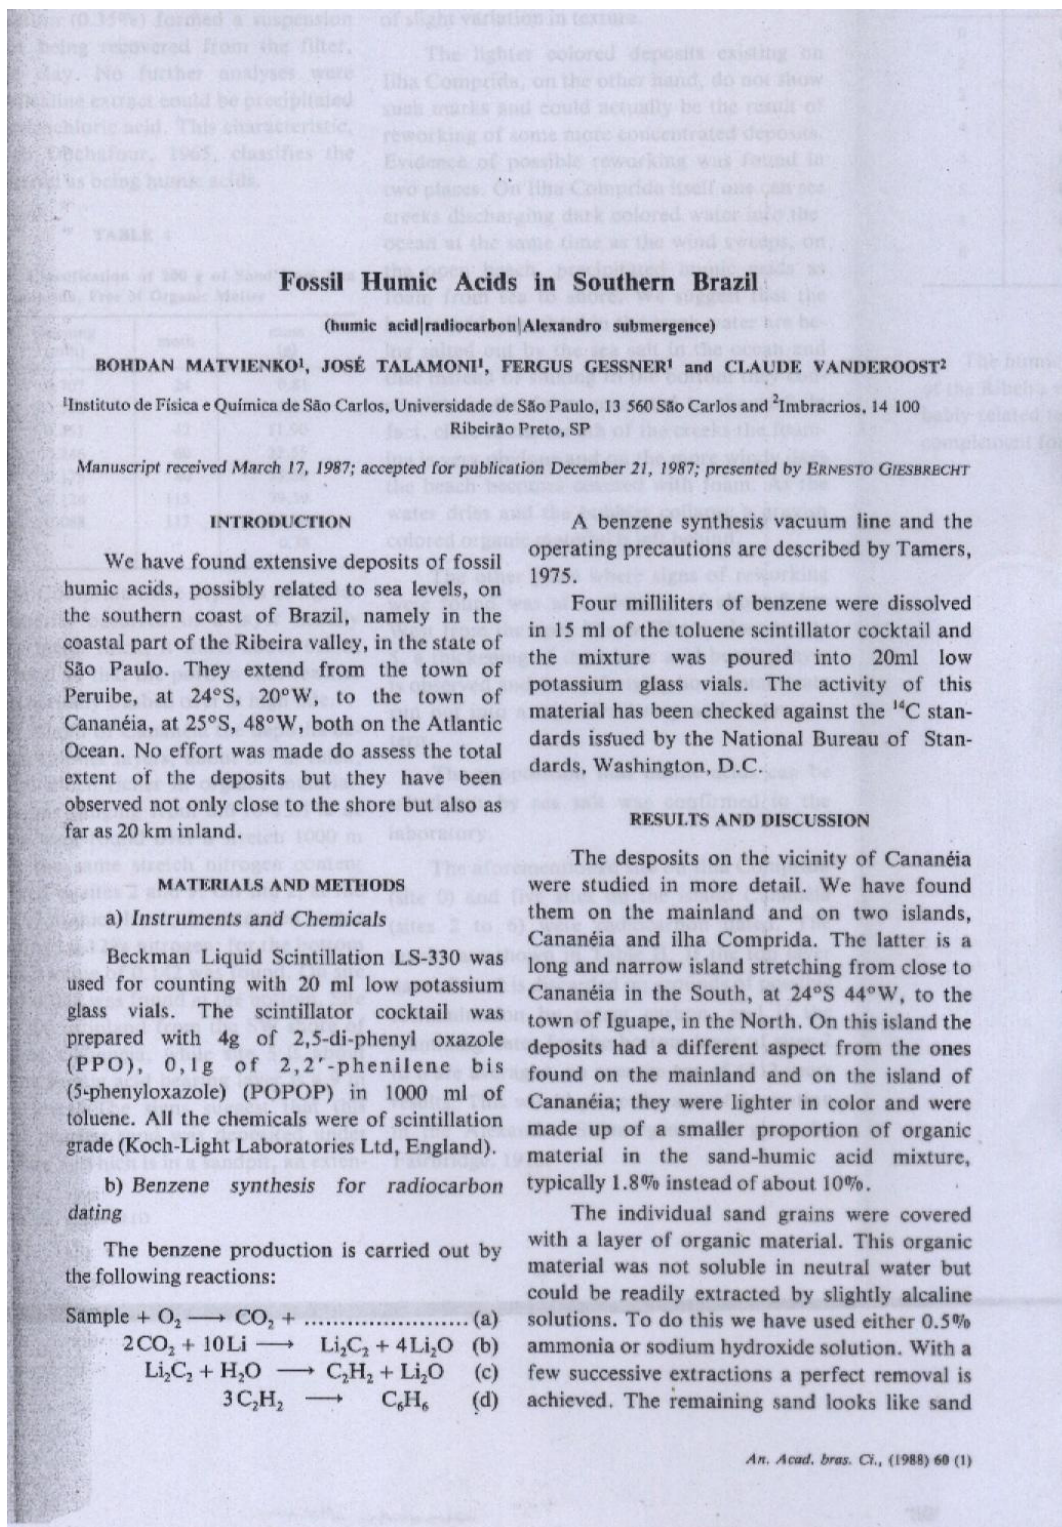 Fossil Humic Acids in Southern Brazil
(humic acid|radiocarbon|Alexandro submergence)
BOHDAN MATVIENKO¹, JOSÉ TALAMONI¹, FERGUS GESSNER¹ and CLAUDE VANDEROOST²
¹Instituto de Física e Química de São Carlos, Universidade de São Paulo, 13 560 São Carlos and ²Imbracrios, 14 100
Ribeirão Preto, SP
Manuscript received March 17, 1987; accepted for publication December 21, 1987; presented by ERNESTO GIESBRECHT
INTRODUCTION
We have found extensive deposits of fossil
humic acids, possibly related to sea levels, on
the southern coast of Brazil, namely in the
coastal part of the Ribeira valley, in the state of
São Paulo. They extend from the town of
Peruibe, at 24°S, 20°W, to the town of
Cananéia, at 25°S, 48°W, both on the Atlantic
Ocean. No effort was made do assess the total
extent of the deposits but they have been
observed not only close to the shore but also as
far as 20 km inland.
MATERIALS AND METHODS
a) Instruments and Chemicals
Beckman Liquid Scintillation LS-330 was
used for counting with 20 ml low potassium
glass vials. The scintillator cocktail was
prepared with 4g of 2,5-di-phenyl oxazole
(PPO), 0,1g of 2,2′-phenilene bis
(5-phenyloxazole) (POPOP) in 1000 ml of
toluene. All the chemicals were of scintillation
grade (Koch-Light Laboratories Ltd, England).
b) Benzene synthesis for radiocarbon
dating
The benzene production is carried out by
the following reactions:
Sample + O₂ ⟶ CO₂ + ........................ (a)
2CO₂ + 10Li ⟶ Li₂C₂ + 4Li₂O (b)
Li₂C₂ + H₂O ⟶ C₂H₂ + Li₂O (c)
3C₂H₂ ⟶ C₆H₆ (d)
A benzene synthesis vacuum line and the
operating precautions are described by Tamers,
1975.
Four milliliters of benzene were dissolved
in 15 ml of the toluene scintillator cocktail and
the mixture was poured into 20ml low
potassium glass vials. The activity of this
material has been checked against the ¹⁴C stan-
dards issued by the National Bureau of Stan-
dards, Washington, D.C.
RESULTS AND DISCUSSION
The desposits on the vicinity of Cananéia
were studied in more detail. We have found
them on the mainland and on two islands,
Cananéia and ilha Comprida. The latter is a
long and narrow island stretching from close to
Cananéia in the South, at 24°S 44°W, to the
town of Iguape, in the North. On this island the
deposits had a different aspect from the ones
found on the mainland and on the island of
Cananéia; they were lighter in color and were
made up of a smaller proportion of organic
material in the sand-humic acid mixture,
typically 1.8% instead of about 10%.
The individual sand grains were covered
with a layer of organic material. This organic
material was not soluble in neutral water but
could be readily extracted by slightly alcaline
solutions. To do this we have used either 0.5%
ammonia or sodium hydroxide solution. With a
few successive extractions a perfect removal is
achieved. The remaining sand looks like sand
An. Acad. bras. Ci., (1988) 60 (1)